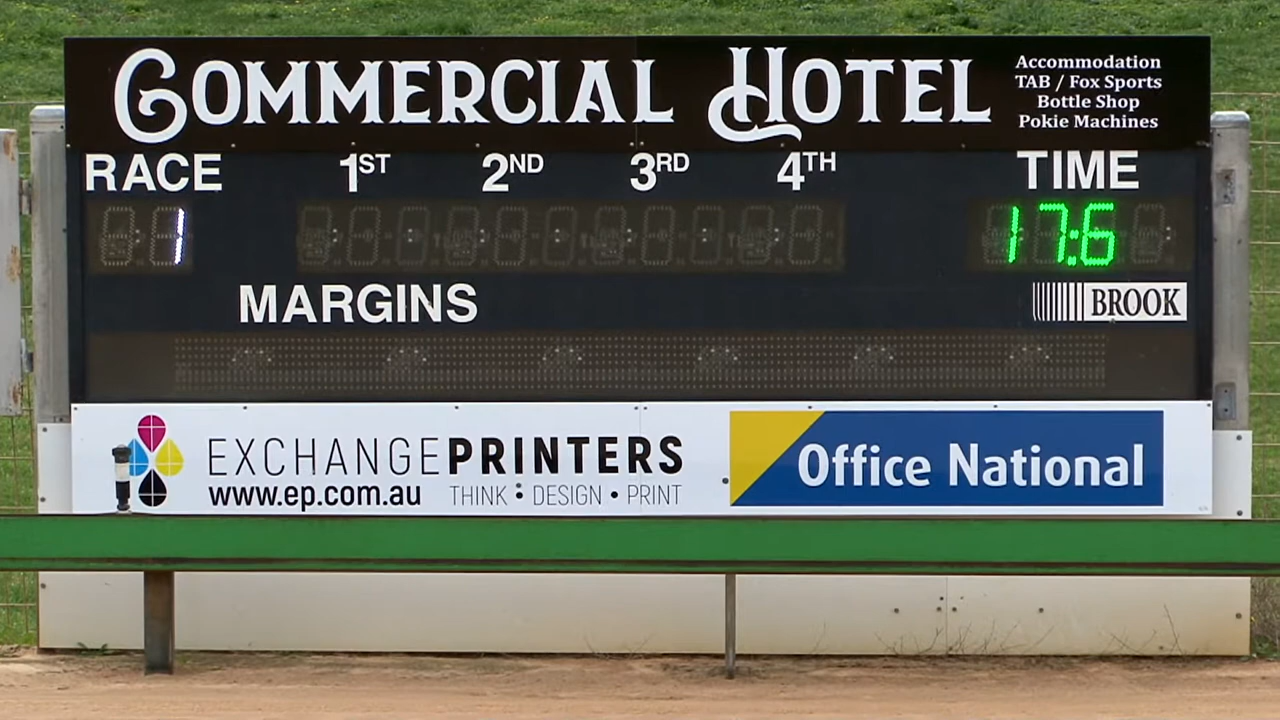 COMMERCIAL HOTEL
Accommodation
TAB / Fox Sports
Bottle Shop
Pokie Machines
RACE 1ST 2ND 3RD 4TH TIME
1 17:6
MARGINS
BROOK
EXCHANGEPRINTERS
www.ep.com.au THINK • DESIGN • PRINT
Office National